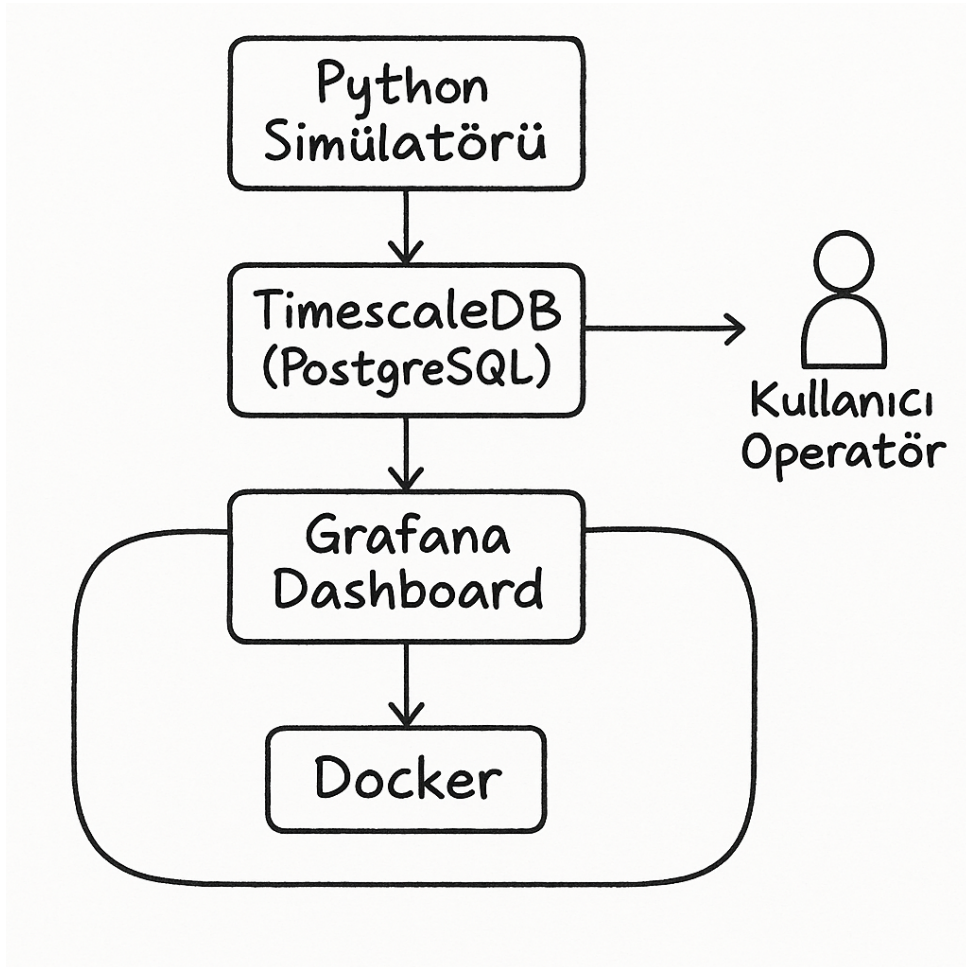 Python
Simülatörü
TimescaleDB
(PostgreSQL)
Kullanıcı
Operatör
Grafana
Dashboard
Docker